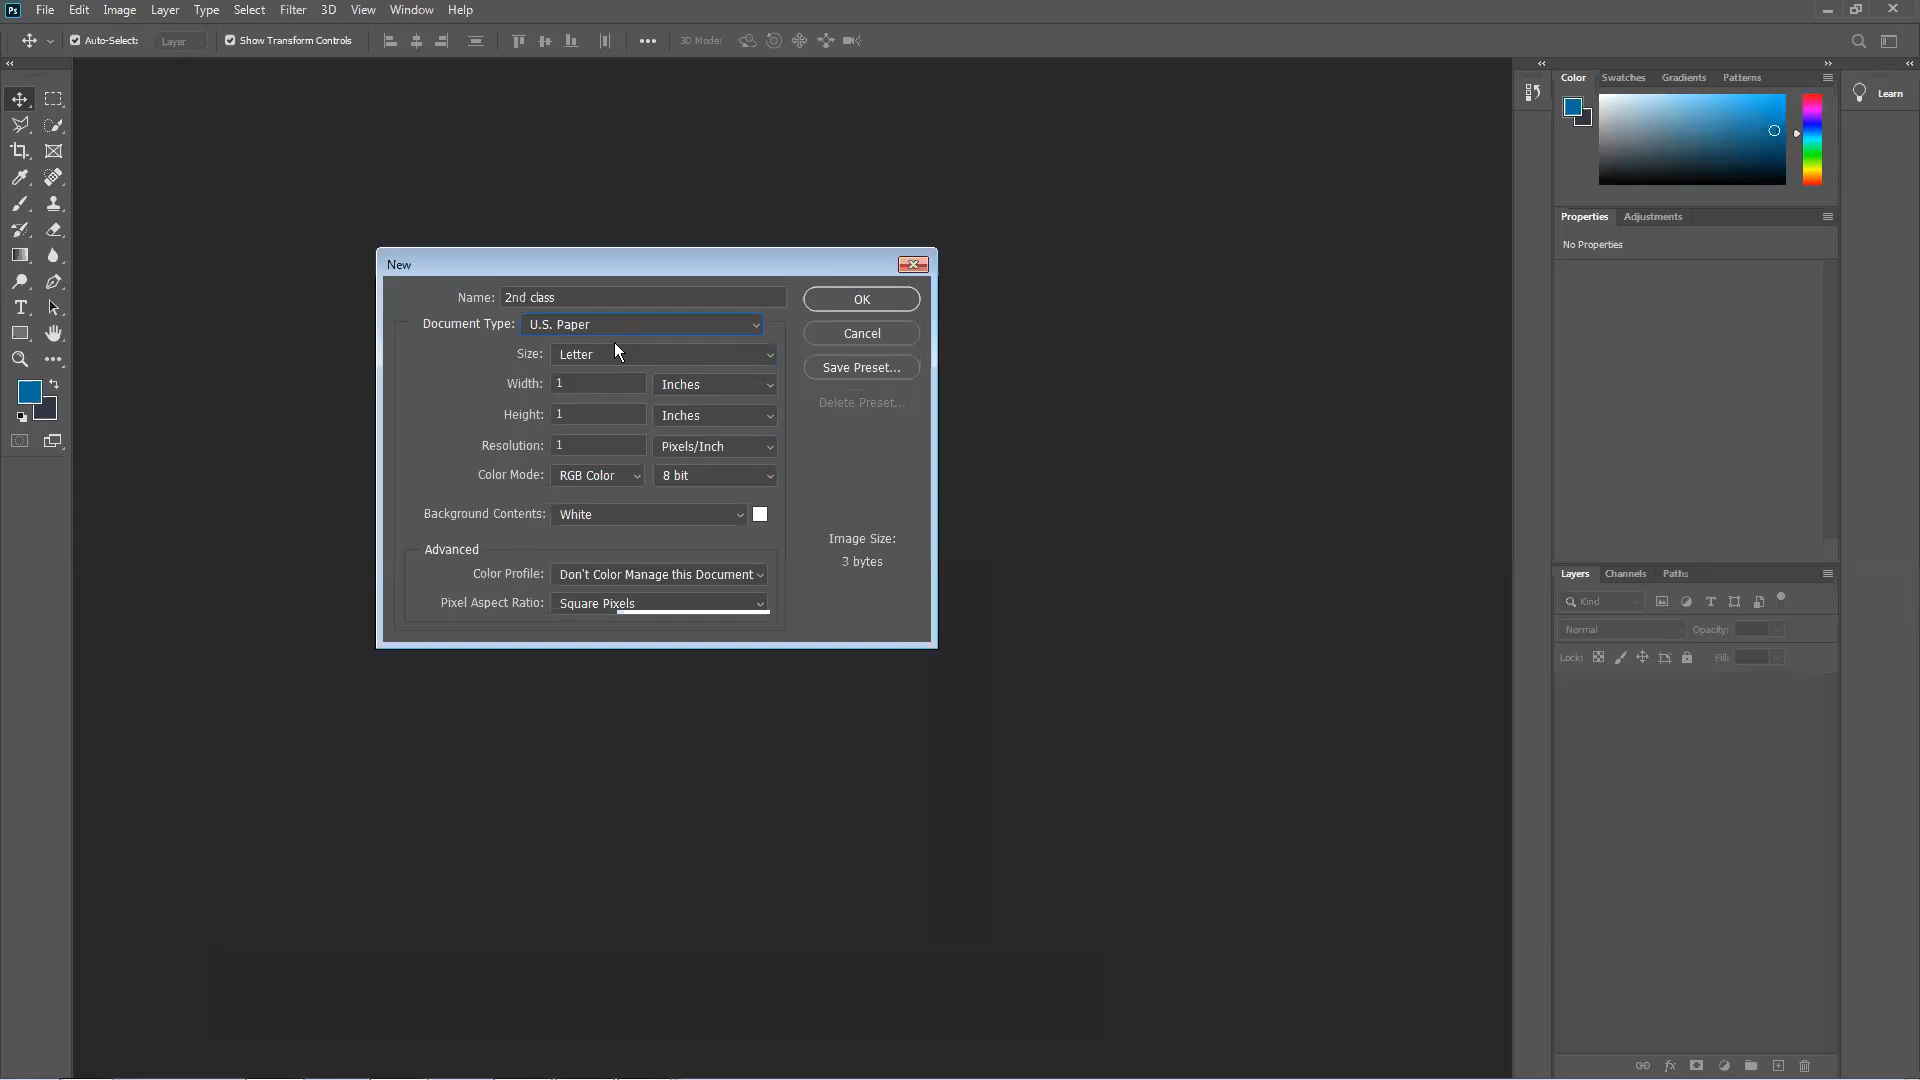 Ps File Edit Image Layer Type Select Filter 3D View Window Help
Auto-Select: Layer Show Transform Controls 3D Mode:
Color Swatches Gradients Patterns
Learn
Properties Adjustments
No Properties
New
Name: 2nd class
OK
Document Type: U.S. Paper
Cancel
Size: Letter
Save Preset...
Width: 1 Inches
Delete Preset...
Height: 1 Inches
Resolution: 1 Pixels/Inch
Color Mode: RGB Color 8 bit
Background Contents: White
Image Size:
3 bytes
Advanced
Color Profile: Don't Color Manage this Document
Pixel Aspect Ratio: Square Pixels
Layers Channels Paths
Kind
Normal Opacity:
Lock: Fill:
fx